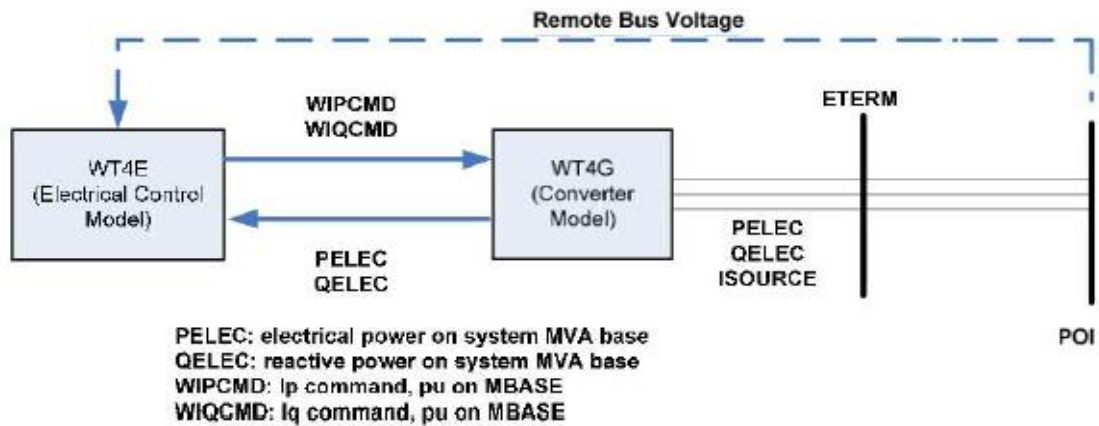 Remote Bus Voltage
WIPCMD
WIQCMD
ETERM
WT4E
(Electrical Control
Model)
WT4G
(Converter
Model)
PELEC
QELEC
PELEC
QELEC
ISOURCE
POI
PELEC: electrical power on system MVA base
QELEC: reactive power on system MVA base
WIPCMD: Ip command, pu on MBASE
WIQCMD: Iq command, pu on MBASE